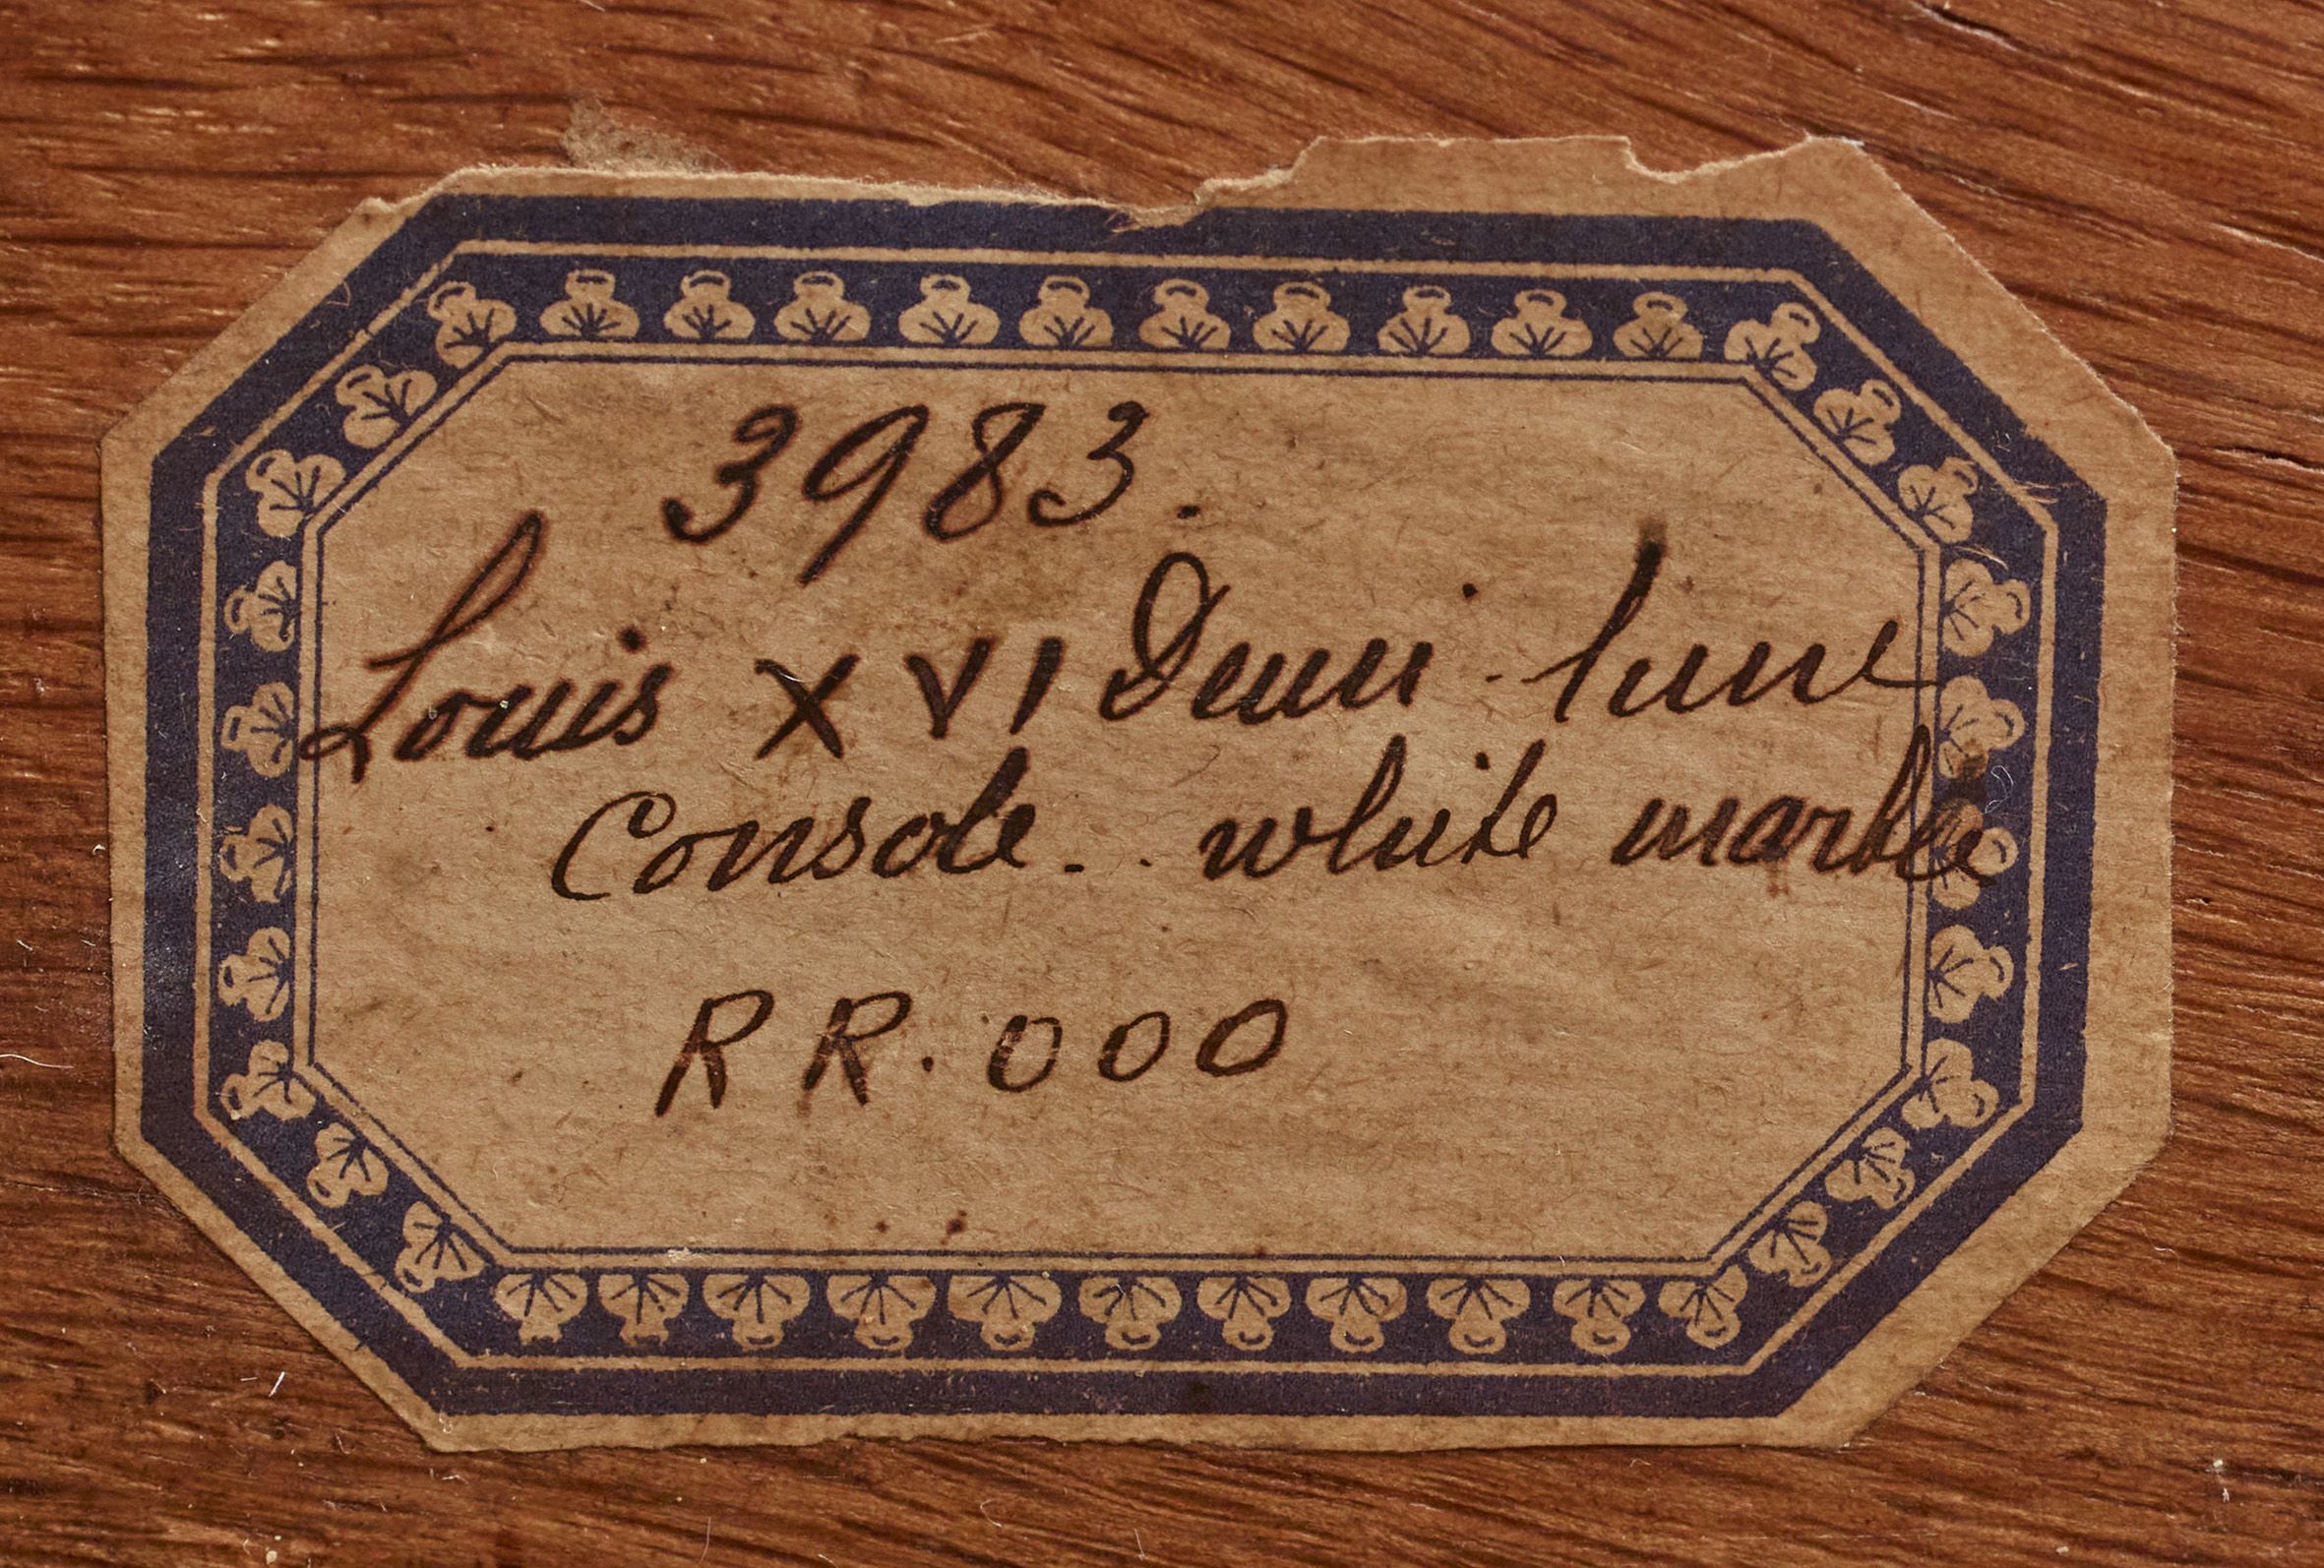 3983.
Louis XVI Demi-lune
Console.. white marble
RR.000